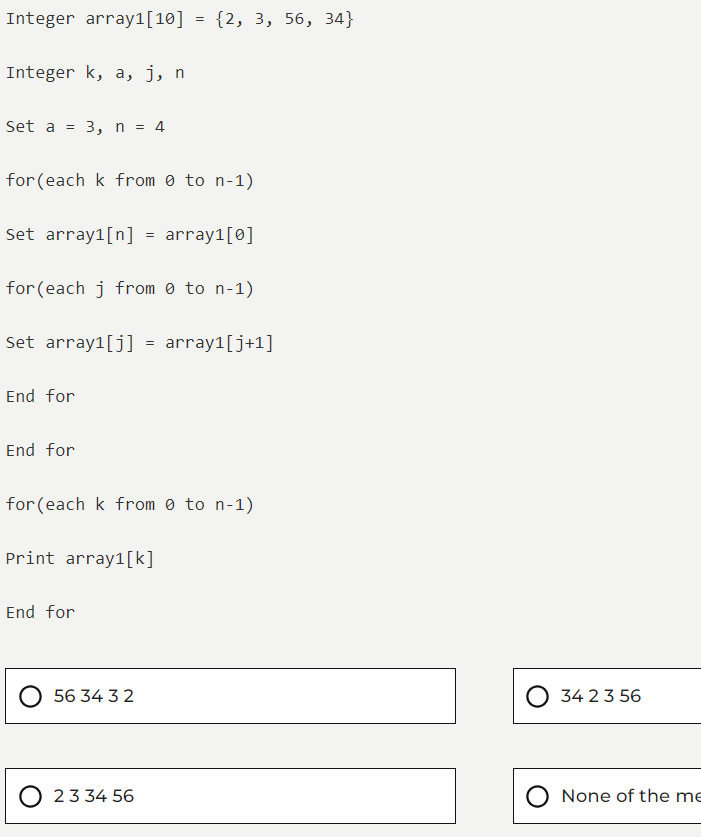 Integer array1[10] = {2, 3, 56, 34}
Integer k, a, j, n
Set a = 3, n = 4
for(each k from 0 to n-1)
Set array1[n] = array1[0]
for(each j from 0 to n-1)
Set array1[j] = array1[j+1]
End for
End for
for(each k from 0 to n-1)
Print array1[k]
End for
56 34 3 2
34 2 3 56
2 3 34 56
None of the me